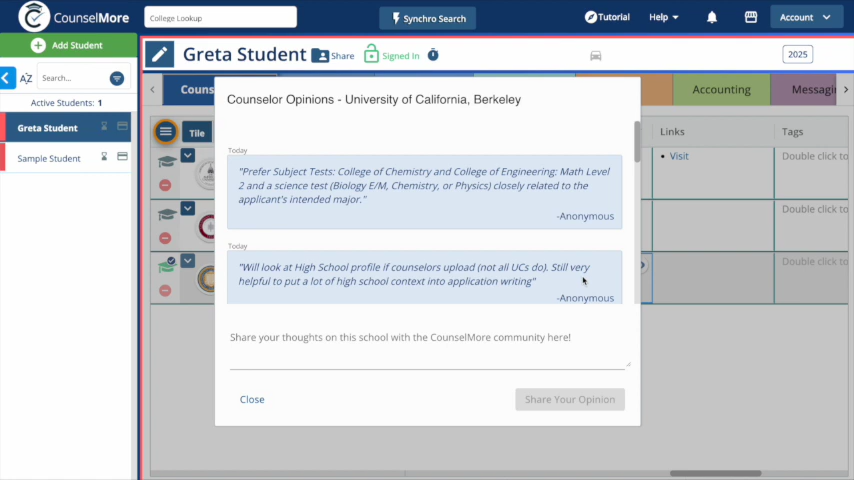 CounselMore
College Lookup
Synchro Search
Tutorial
Help
Account
Add Student
Greta Student
Share
Signed In
2025
AZ
Search...
Active Students: 1
Greta Student
Sample Student
Couns
Accounting
Messagin
Tile
Links
Tags
Visit
Double click to
Double click to
Double click to
Counselor Opinions - University of California, Berkeley
Today
"Prefer Subject Tests: College of Chemistry and College of Engineering: Math Level
2 and a science test (Biology E/M, Chemistry, or Physics) closely related to the
applicant's intended major."
-Anonymous
Today
"Will look at High School profile if counselors upload (not all UCs do). Still very
helpful to put a lot of high school context into application writing"
-Anonymous
Share your thoughts on this school with the CounselMore community here!
Close
Share Your Opinion